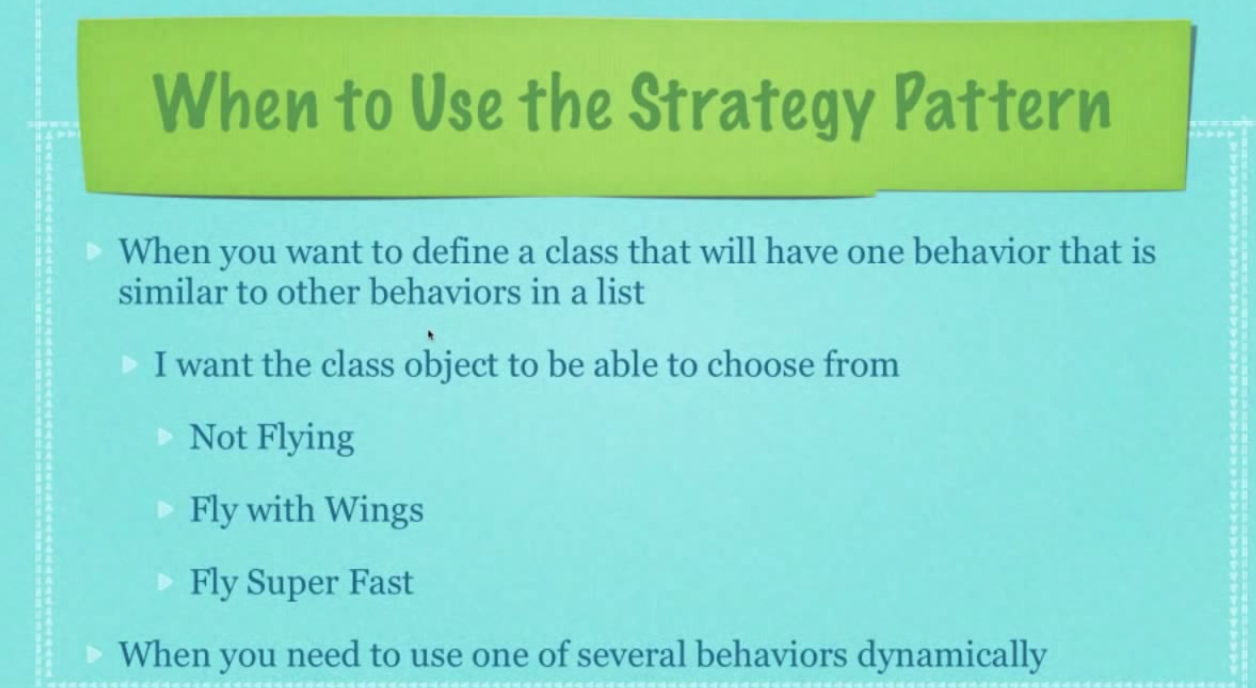 When to Use the Strategy Pattern
When you want to define a class that will have one behavior that is
similar to other behaviors in a list
I want the class object to be able to choose from
Not Flying
Fly with Wings
Fly Super Fast
When you need to use one of several behaviors dynamically